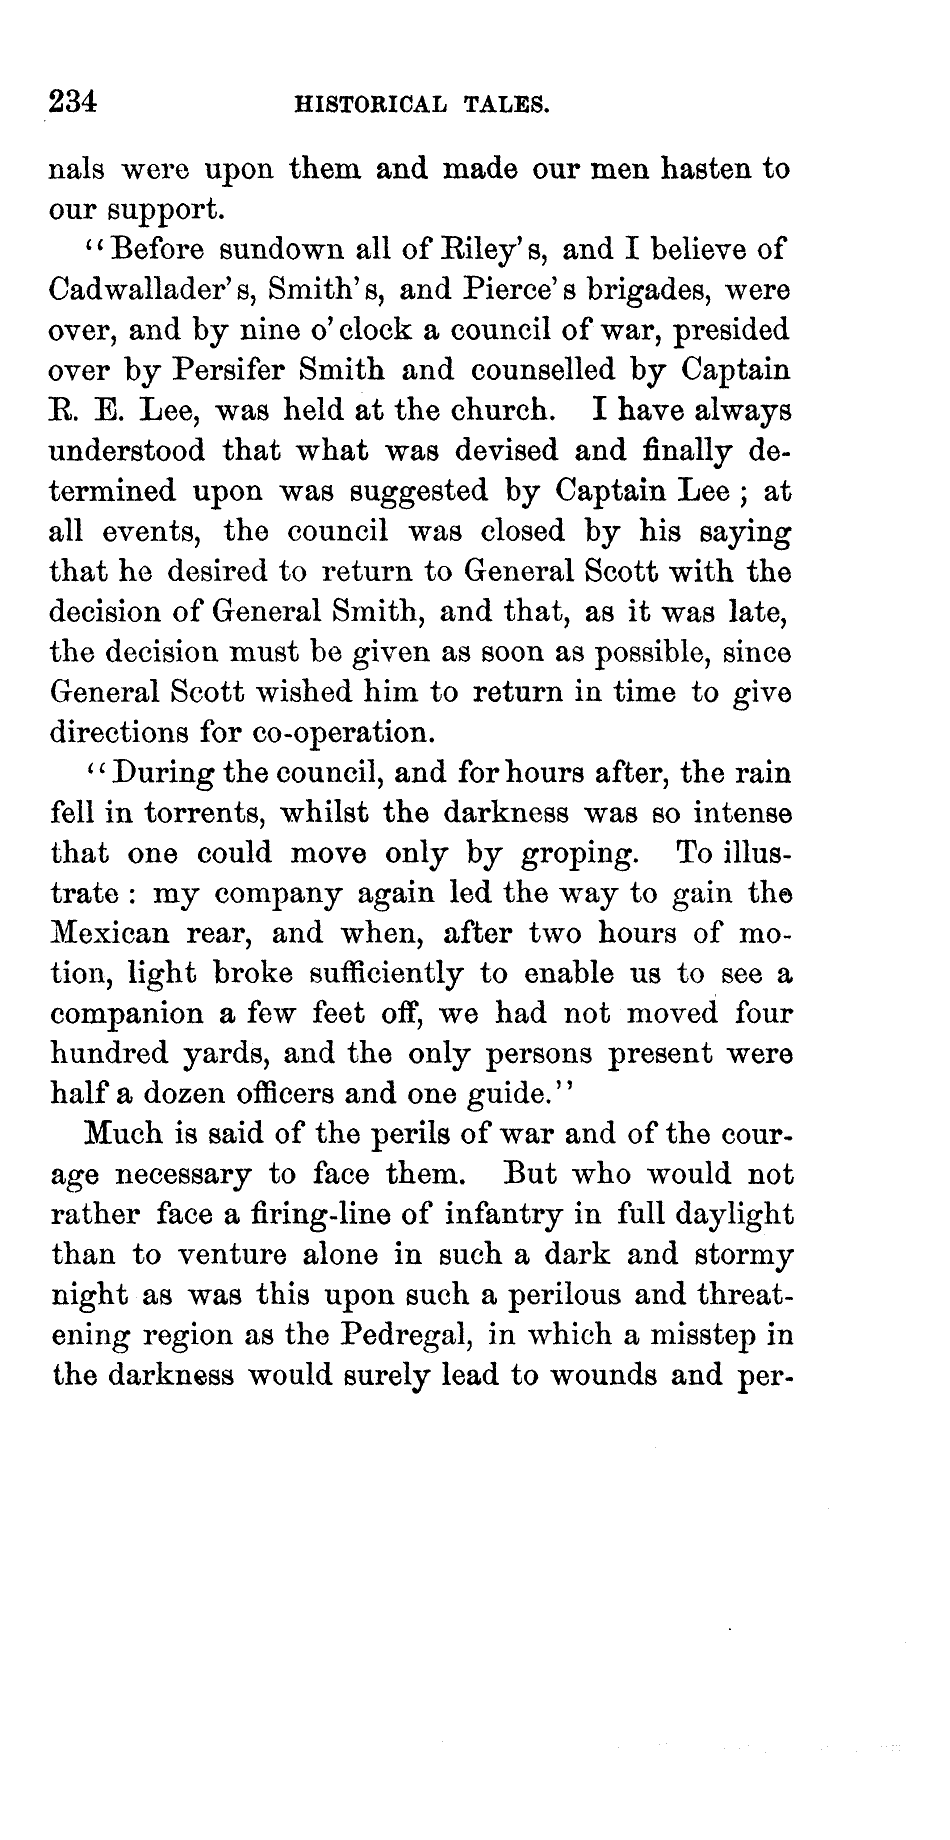 234 HISTORICAL TALES.
nals were upon them and made our men hasten to
our support.
"Before sundown all of Riley's, and I believe of
Cadwallader's, Smith's, and Pierce's brigades, were
over, and by nine o'clock a council of war, presided
over by Persifer Smith and counselled by Captain
R. E. Lee, was held at the church. I have always
understood that what was devised and finally de-
termined upon was suggested by Captain Lee ; at
all events, the council was closed by his saying
that he desired to return to General Scott with the
decision of General Smith, and that, as it was late,
the decision must be given as soon as possible, since
General Scott wished him to return in time to give
directions for co-operation.
"During the council, and for hours after, the rain
fell in torrents, whilst the darkness was so intense
that one could move only by groping. To illus-
trate : my company again led the way to gain the
Mexican rear, and when, after two hours of mo-
tion, light broke sufficiently to enable us to see a
companion a few feet off, we had not moved four
hundred yards, and the only persons present were
half a dozen officers and one guide."
Much is said of the perils of war and of the cour-
age necessary to face them. But who would not
rather face a firing-line of infantry in full daylight
than to venture alone in such a dark and stormy
night as was this upon such a perilous and threat-
ening region as the Pedregal, in which a misstep in
the darkness would surely lead to wounds and per-